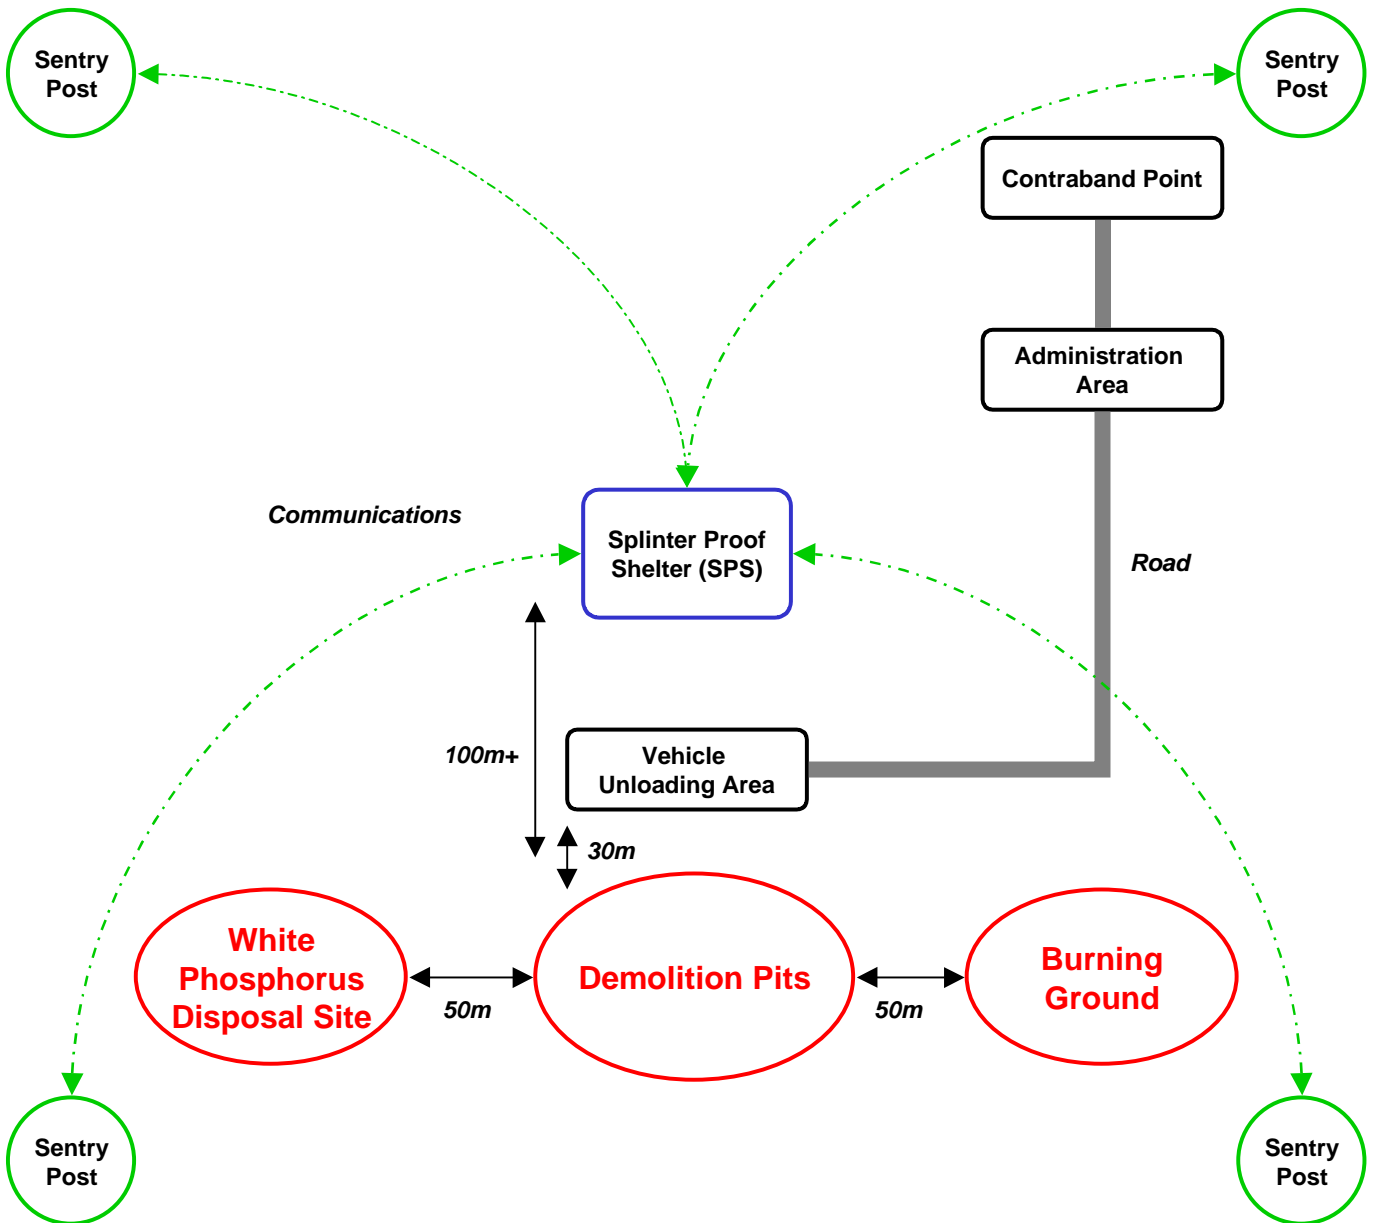 Sentry
Post
Sentry
Post
Contraband Point
Administration
Area
Communications
Splinter Proof
Shelter (SPS)
Road
100m+
Vehicle
Unloading Area
30m
White
Phosphorus
Disposal Site
50m
Demolition Pits
50m
Burning
Ground
Sentry
Post
Sentry
Post